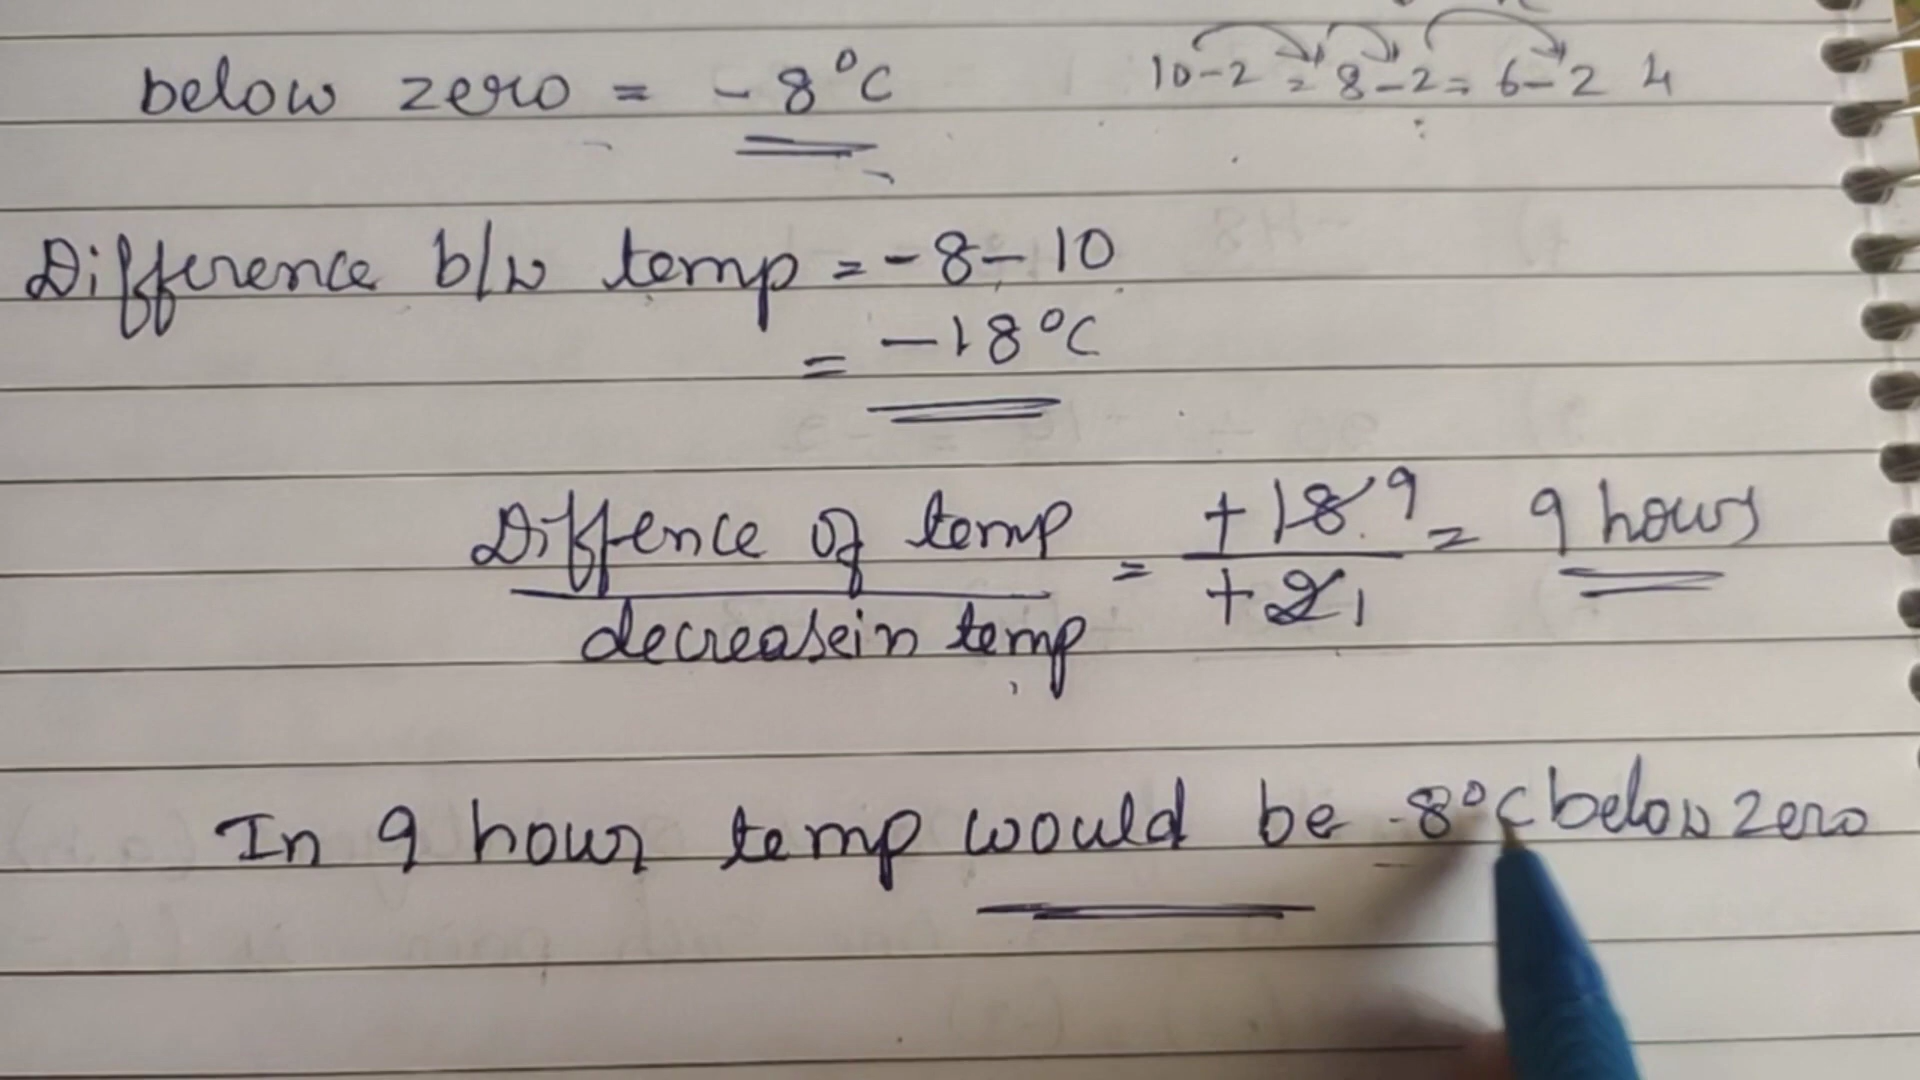 below zero = - 8°C
10-2 = 8-2= 6-2 4
Difference b/w temp = -8-10
= -18°C
Diffence of temp = +18 9 = 9 hours
decreasein temp +2 1
In 9 hour temp would be -8°C below zero